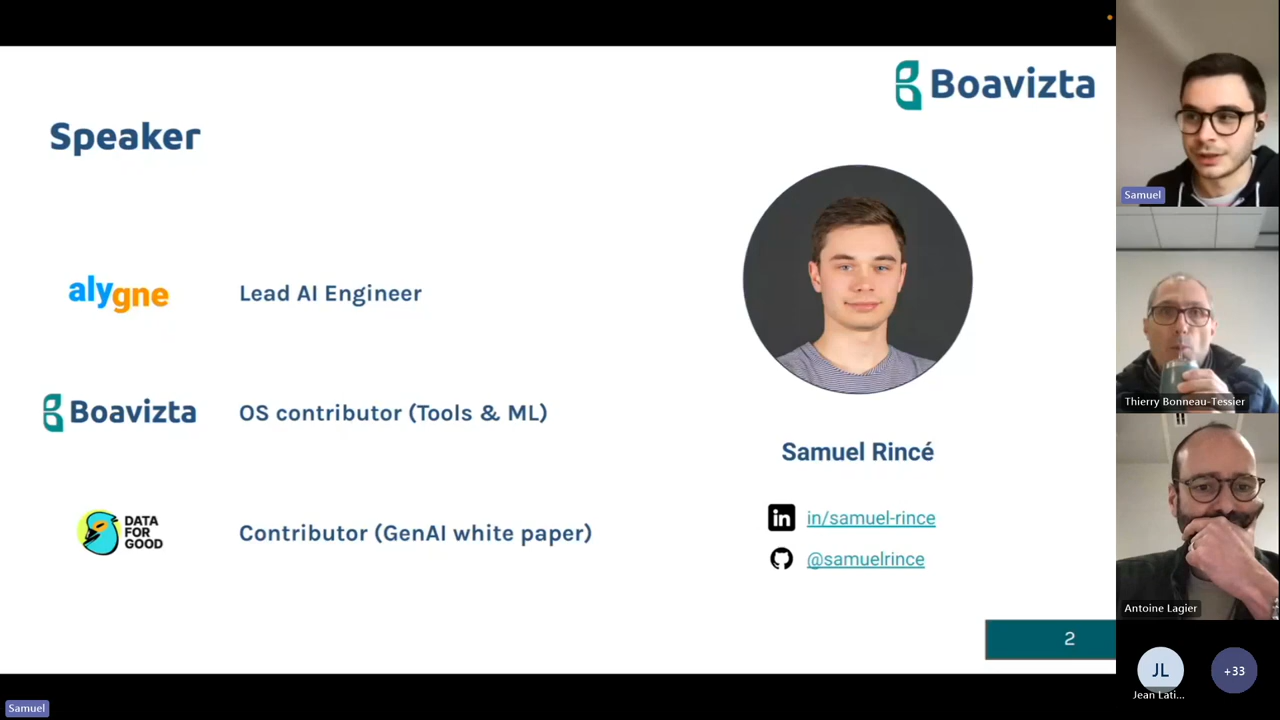 Boavizta
Speaker
alygne
Lead AI Engineer
Boavizta
OS contributor (Tools & ML)
DATA
FOR
GOOD
Contributor (GenAI white paper)
Samuel Rincé
in
in/samuel-rince
@samuelrince
2
Samuel
Thierry Bonneau-Tessier
Antoine Lagier
JL
Jean Lati...
+33
Samuel